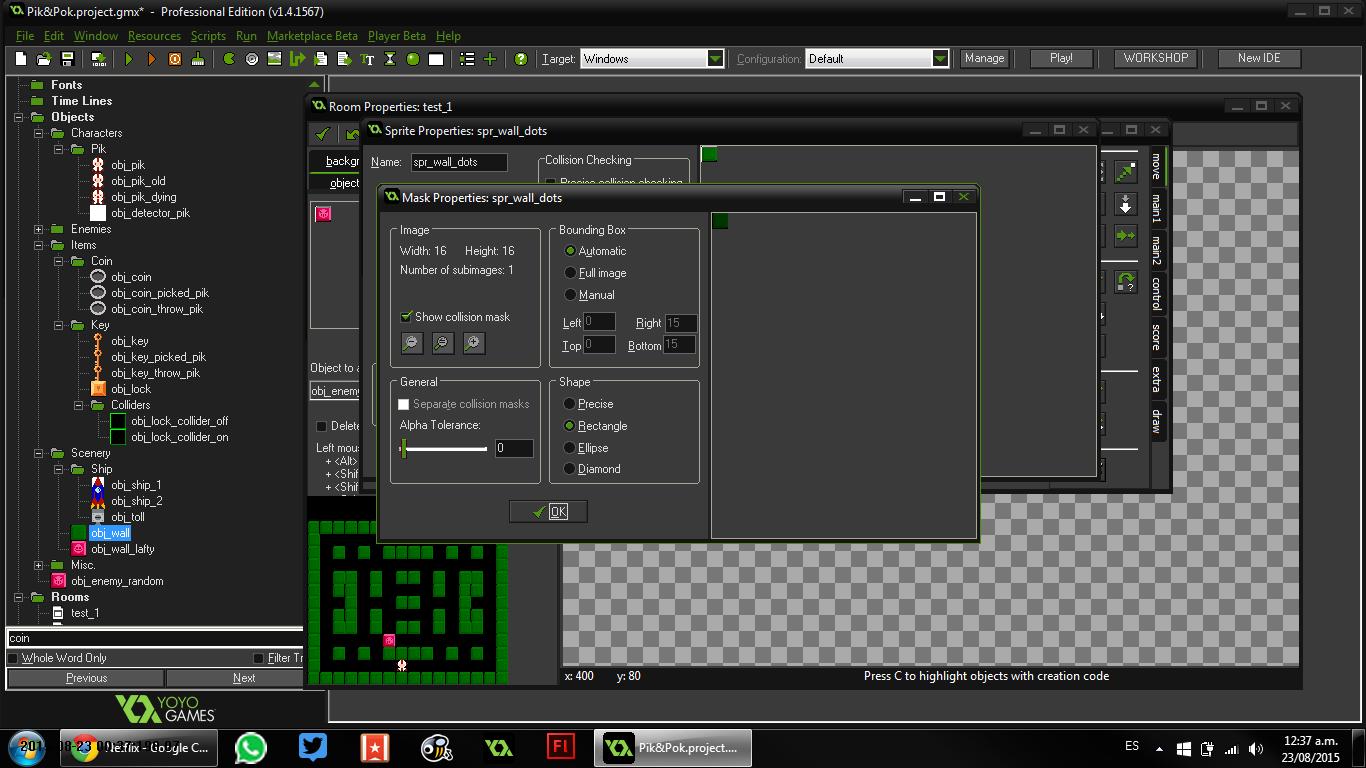 Pik&Pok.project.gmx* - Professional Edition (v1.4.1567)
File Edit Window Resources Scripts Run Marketplace Beta Player Beta Help
Target: Windows Configuration: Default Manage Play! WORKSHOP New IDE
Fonts
Time Lines
Objects
Characters
Pik
obj_pik
obj_pik_old
obj_pik_dying
obj_detector_pik
Enemies
Items
Coin
obj_coin
obj_coin_picked_pik
obj_coin_throw_pik
Key
obj_key
obj_key_picked_pik
obj_key_throw_pik
obj_lock
Colliders
obj_lock_collider_off
obj_lock_collider_on
Scenery
Ship
obj_ship_1
obj_ship_2
obj_toll
obj_wall
obj_wall_lafty
Misc.
obj_enemy_random
Rooms
test_1
coin
Whole Word Only Filter Tr
Previous Next
YOYO
GAMES
Room Properties: test_1
backgr
object
Object to a
obj_enemy
Delete
Left mou
+ <Alt>
+ <Shif
+ <Shif
Sprite Properties: spr_wall_dots
Name: spr_wall_dots
Collision Checking
Precise collision checking
Mask Properties: spr_wall_dots
Image
Width: 16 Height: 16
Number of subimages: 1
Show collision mask
Bounding Box
Automatic
Full image
Manual
Left 0 Right 15
Top 0 Bottom 15
General
Separate collision masks
Alpha Tolerance:
0
Shape
Precise
Rectangle
Ellipse
Diamond
OK
move
main1
main2
control
score
extra
draw
x: 400 y: 80 Press C to highlight objects with creation code
Netflix - Google C...
Fl
Pik&Pok.project....
ES
12:37 a.m.
23/08/2015